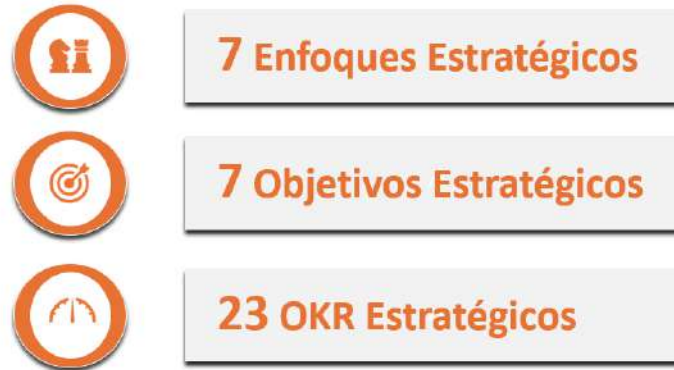 7 Enfoques Estratégicos
7 Objetivos Estratégicos
23 OKR Estratégicos